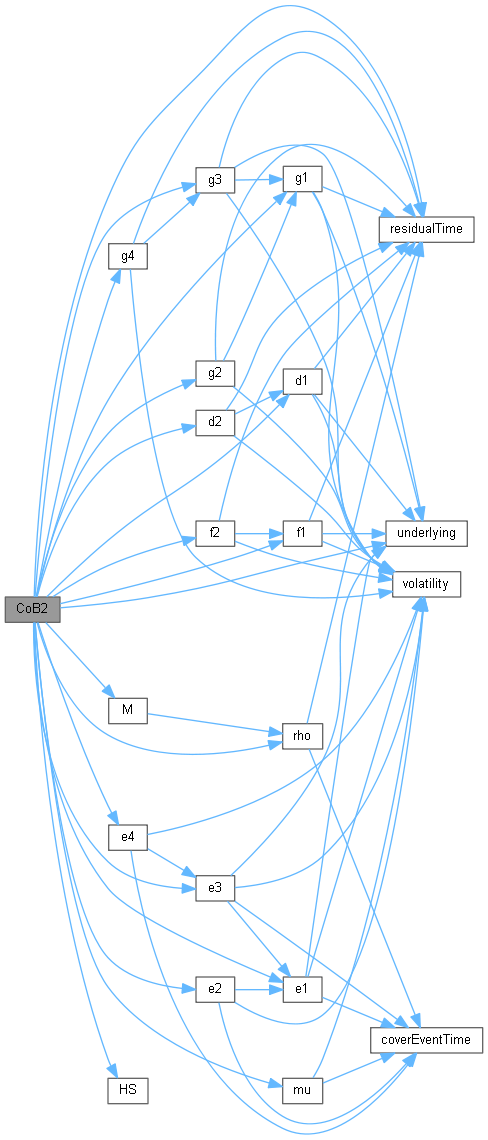 g3
g1
residualTime
g4
g2
d1
d2
f2
f1
underlying
volatility
CoB2
M
rho
e4
e3
e2
e1
coverEventTime
HS
mu